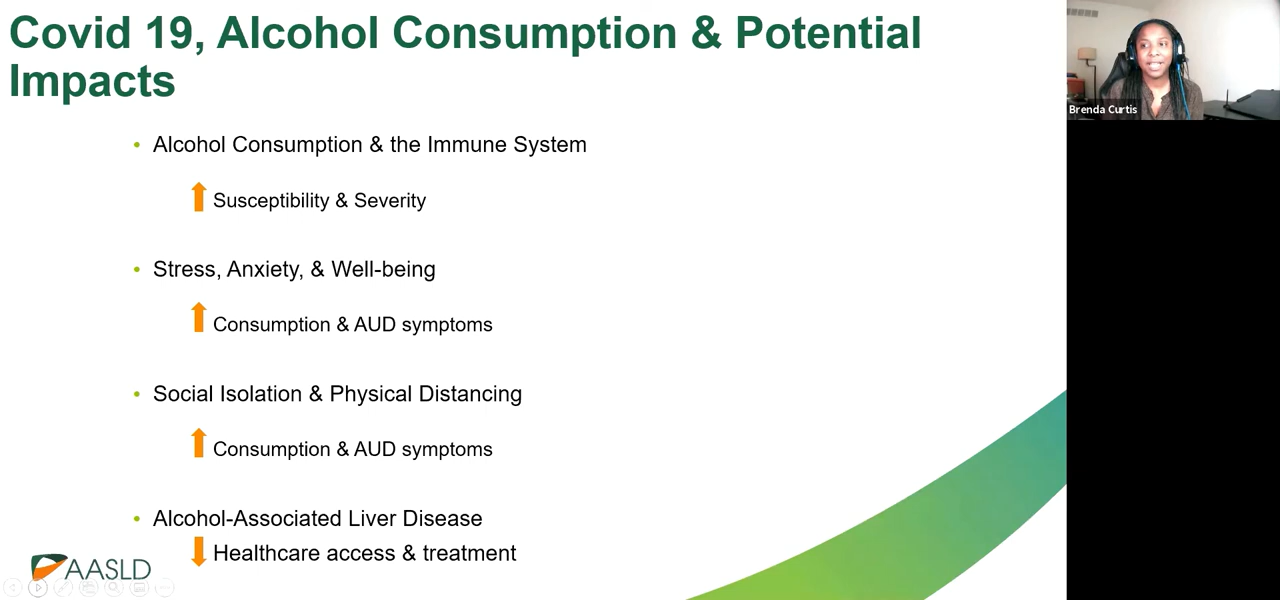 Covid 19, Alcohol Consumption & Potential
Impacts
• Alcohol Consumption & the Immune System
Susceptibility & Severity
• Stress, Anxiety, & Well-being
Consumption & AUD symptoms
• Social Isolation & Physical Distancing
Consumption & AUD symptoms
• Alcohol-Associated Liver Disease
Healthcare access & treatment
AASLD
Brenda Curtis